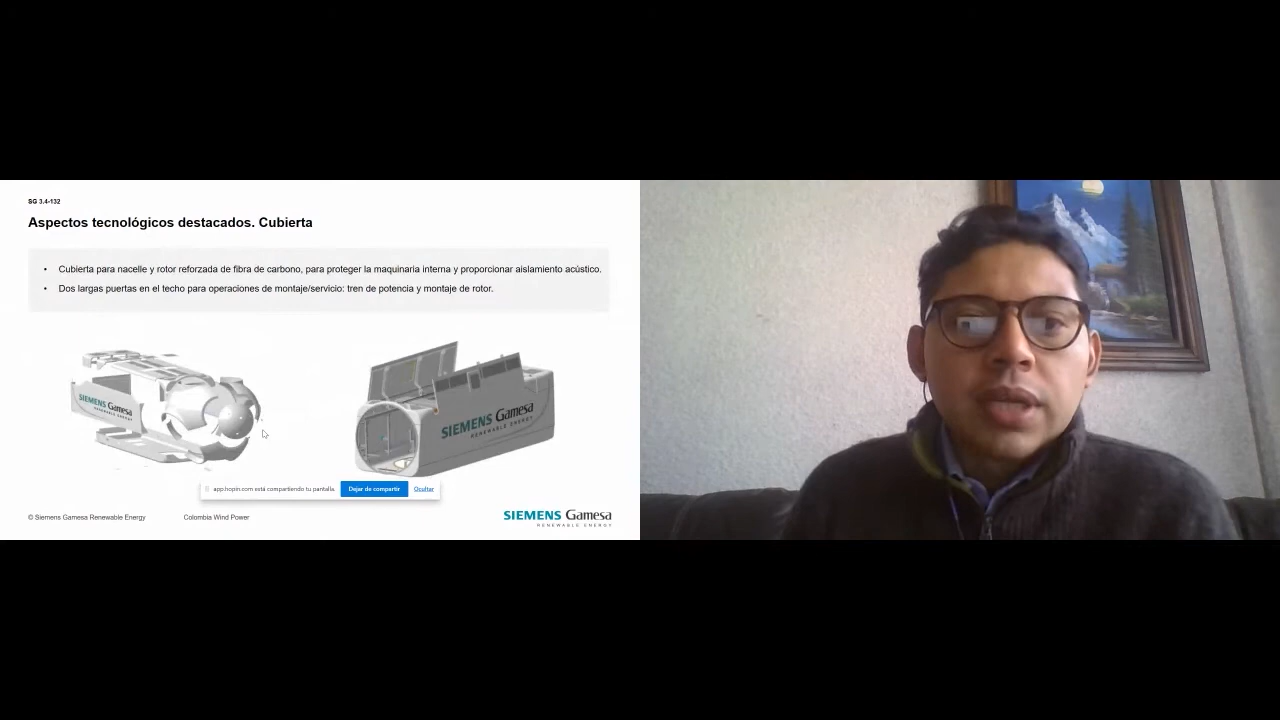 SG 3.4-132
Aspectos tecnológicos destacados. Cubierta
• Cubierta para nacelle y rotor reforzada de fibra de carbono, para proteger la maquinaria interna y proporcionar aislamiento acústico.
• Dos largas puertas en el techo para operaciones de montaje/servicio: tren de potencia y montaje de rotor.
SIEMENS Gamesa
RENEWABLE ENERGY
SIEMENS Gamesa
RENEWABLE ENERGY
app.hopin.com está compartiendo tu pantalla.
Dejar de compartir
Ocultar
© Siemens Gamesa Renewable Energy
Colombia Wind Power
SIEMENS Gamesa
RENEWABLE ENERGY